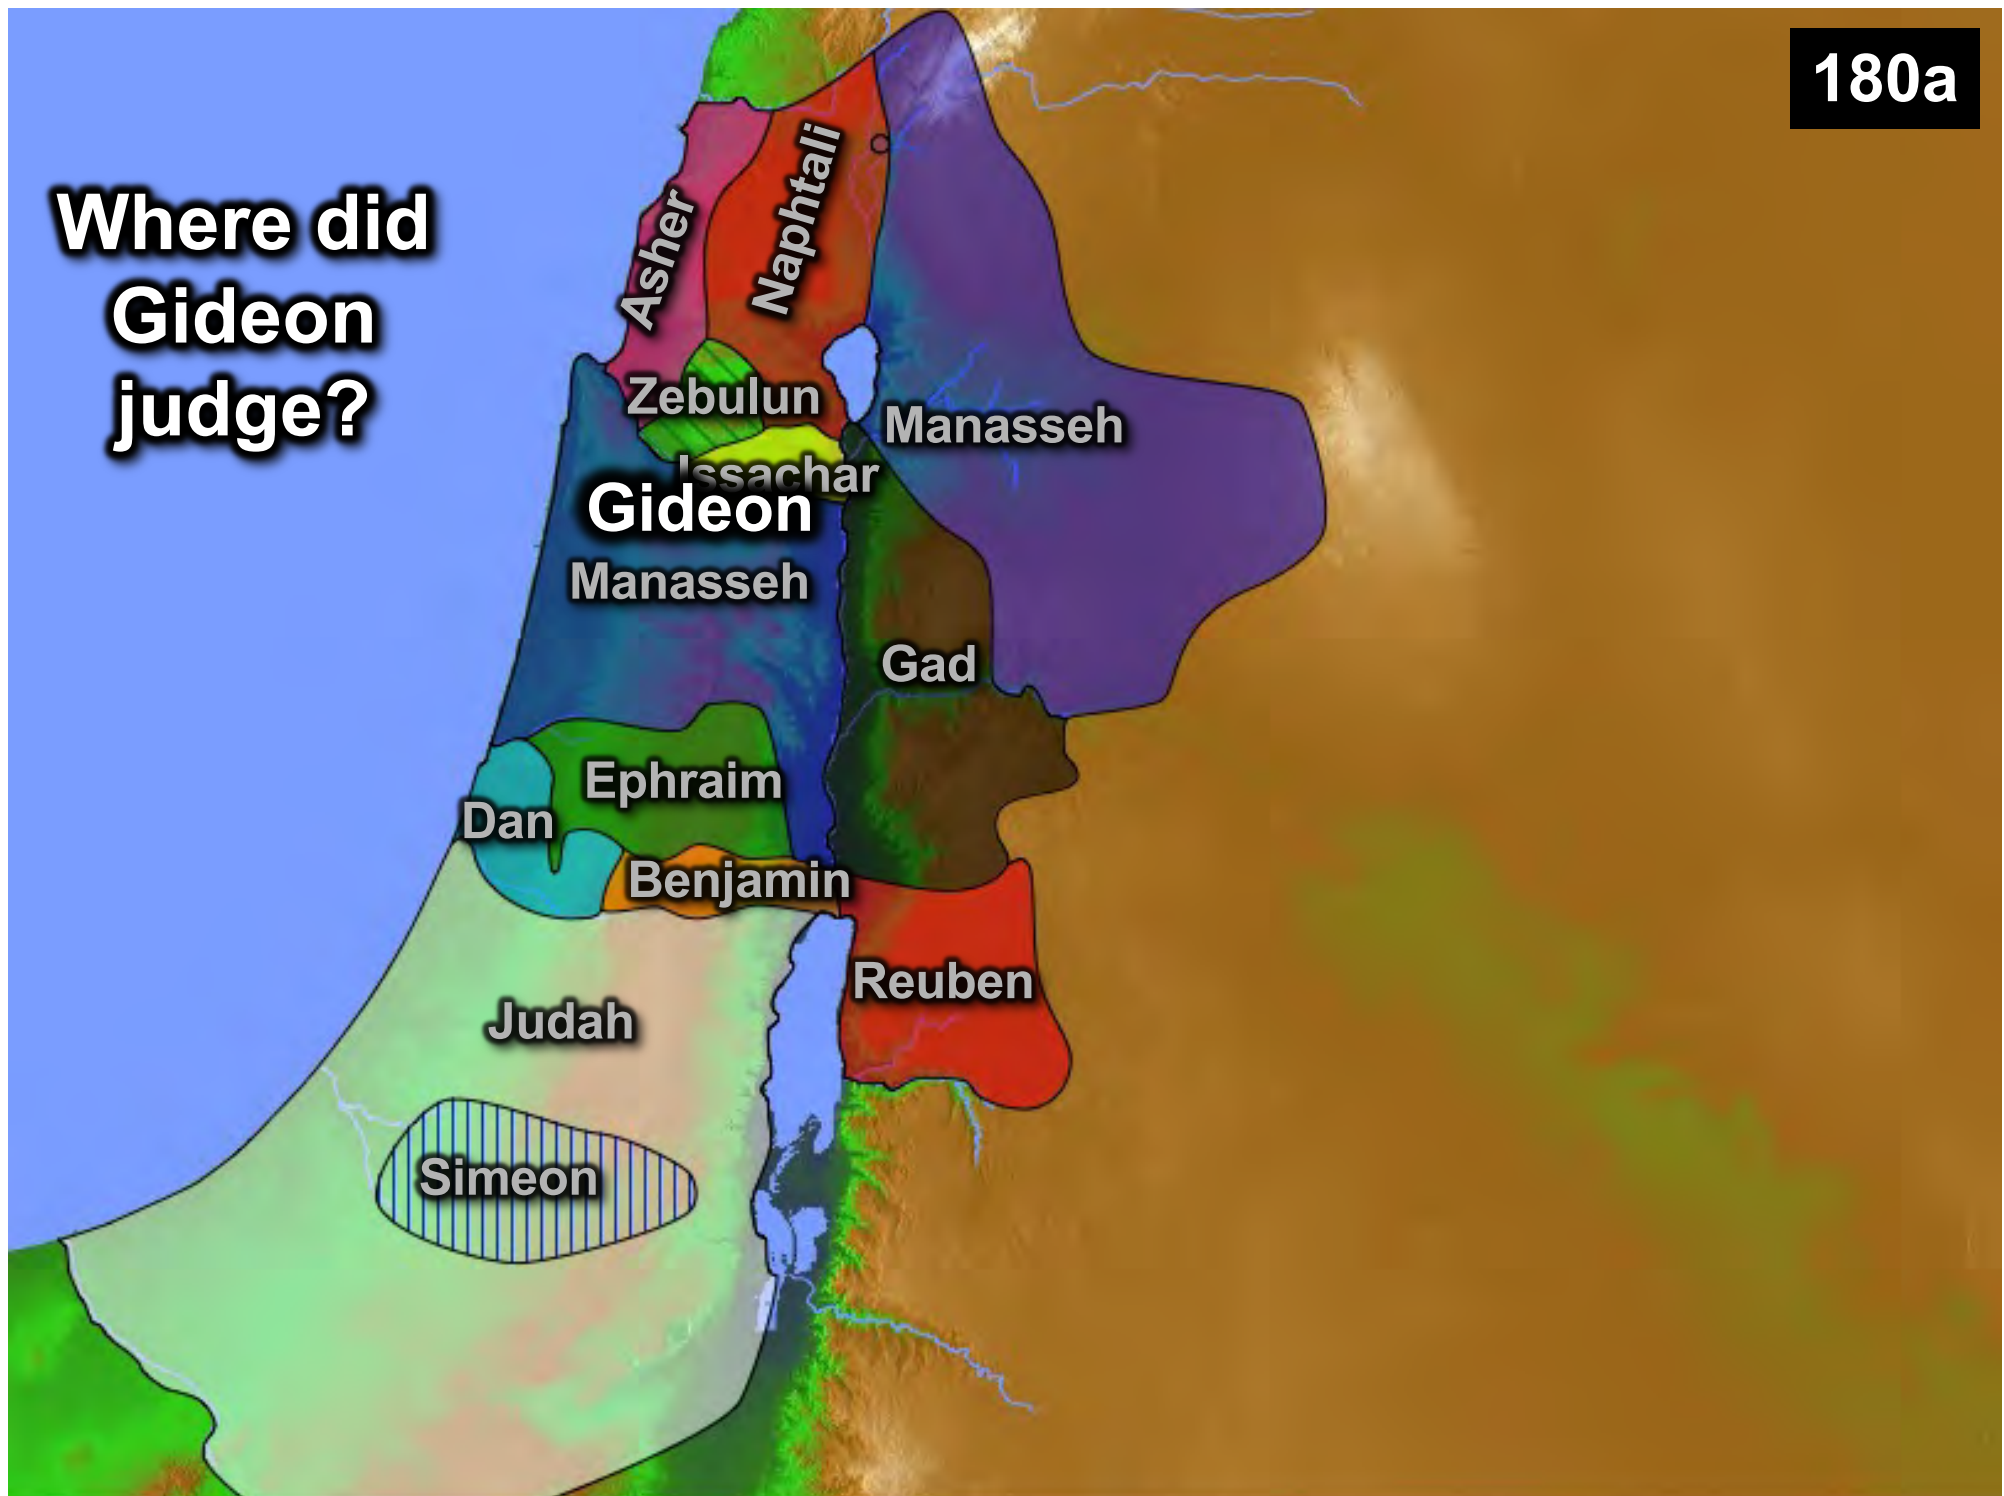 180a
Where did
Gideon
judge?
Asher
Naphtali
Zebulun
Manasseh
Issachar
Gideon
Manasseh
Gad
Ephraim
Dan
Benjamin
Reuben
Judah
Simeon